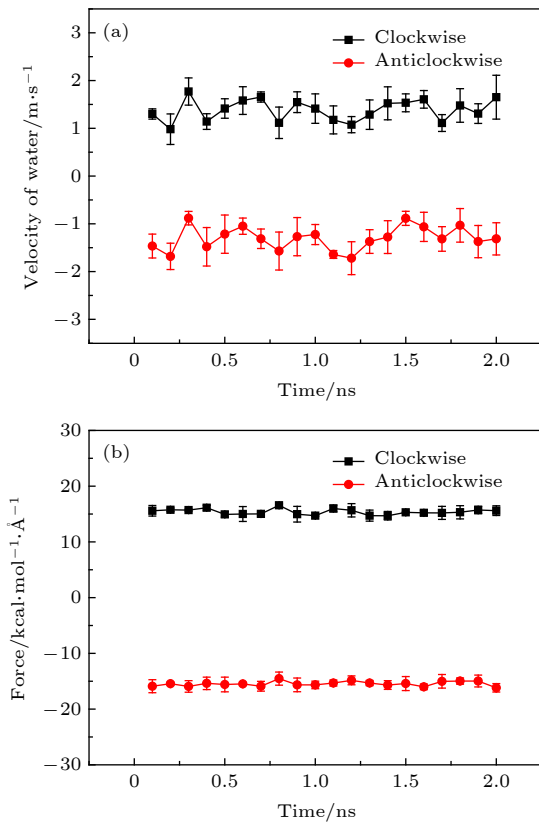 (a)
Clockwise
Anticlockwise
3
2
1
0
−1
−2
−3
Velocity of water/m·s⁻¹
0
0.5
1.0
1.5
2.0
Time/ns
(b)
Clockwise
Anticlockwise
30
20
10
0
−10
−20
−30
Force/kcal·mol⁻¹·Å⁻¹
0
0.5
1.0
1.5
2.0
Time/ns